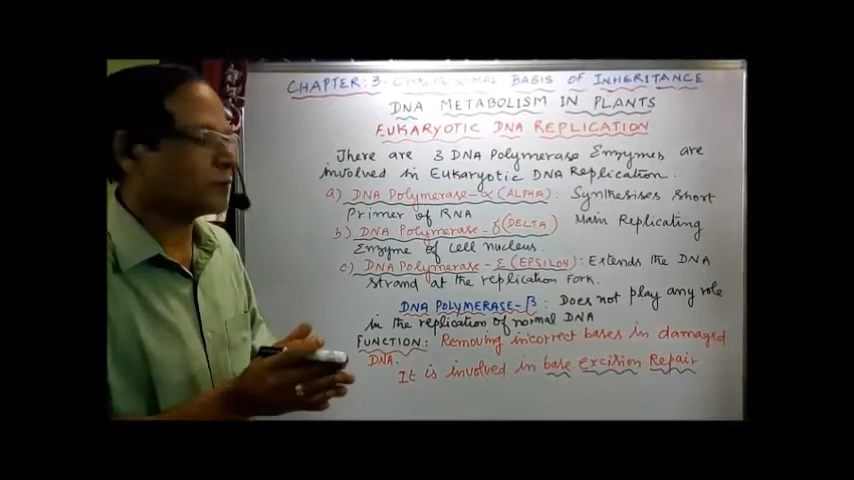 CHAPTER: 3- CHROMOSOMAL BASIS OF INHERITANCE
DNA METABOLISM IN PLANTS
EUKARYOTIC DNA REPLICATION
There are 3 DNA Polymerase Enzymes are
involved in Eukaryotic DNA Replication.
a) DNA Polymerase-α (ALPHA): Synthesises short
Primer of RNA
b) DNA Polymerase-δ (DELTA) Main Replicating
Enzyme of cell nucleus.
c) DNA Polymerase-ε (EPSILON): Extends the DNA
strand at the replication fork.
DNA POLYMERASE-β: Does not play any role
in the replication of normal DNA
FUNCTION: Removing incorrect bases in damaged
DNA.
It is involved in base excision Repair